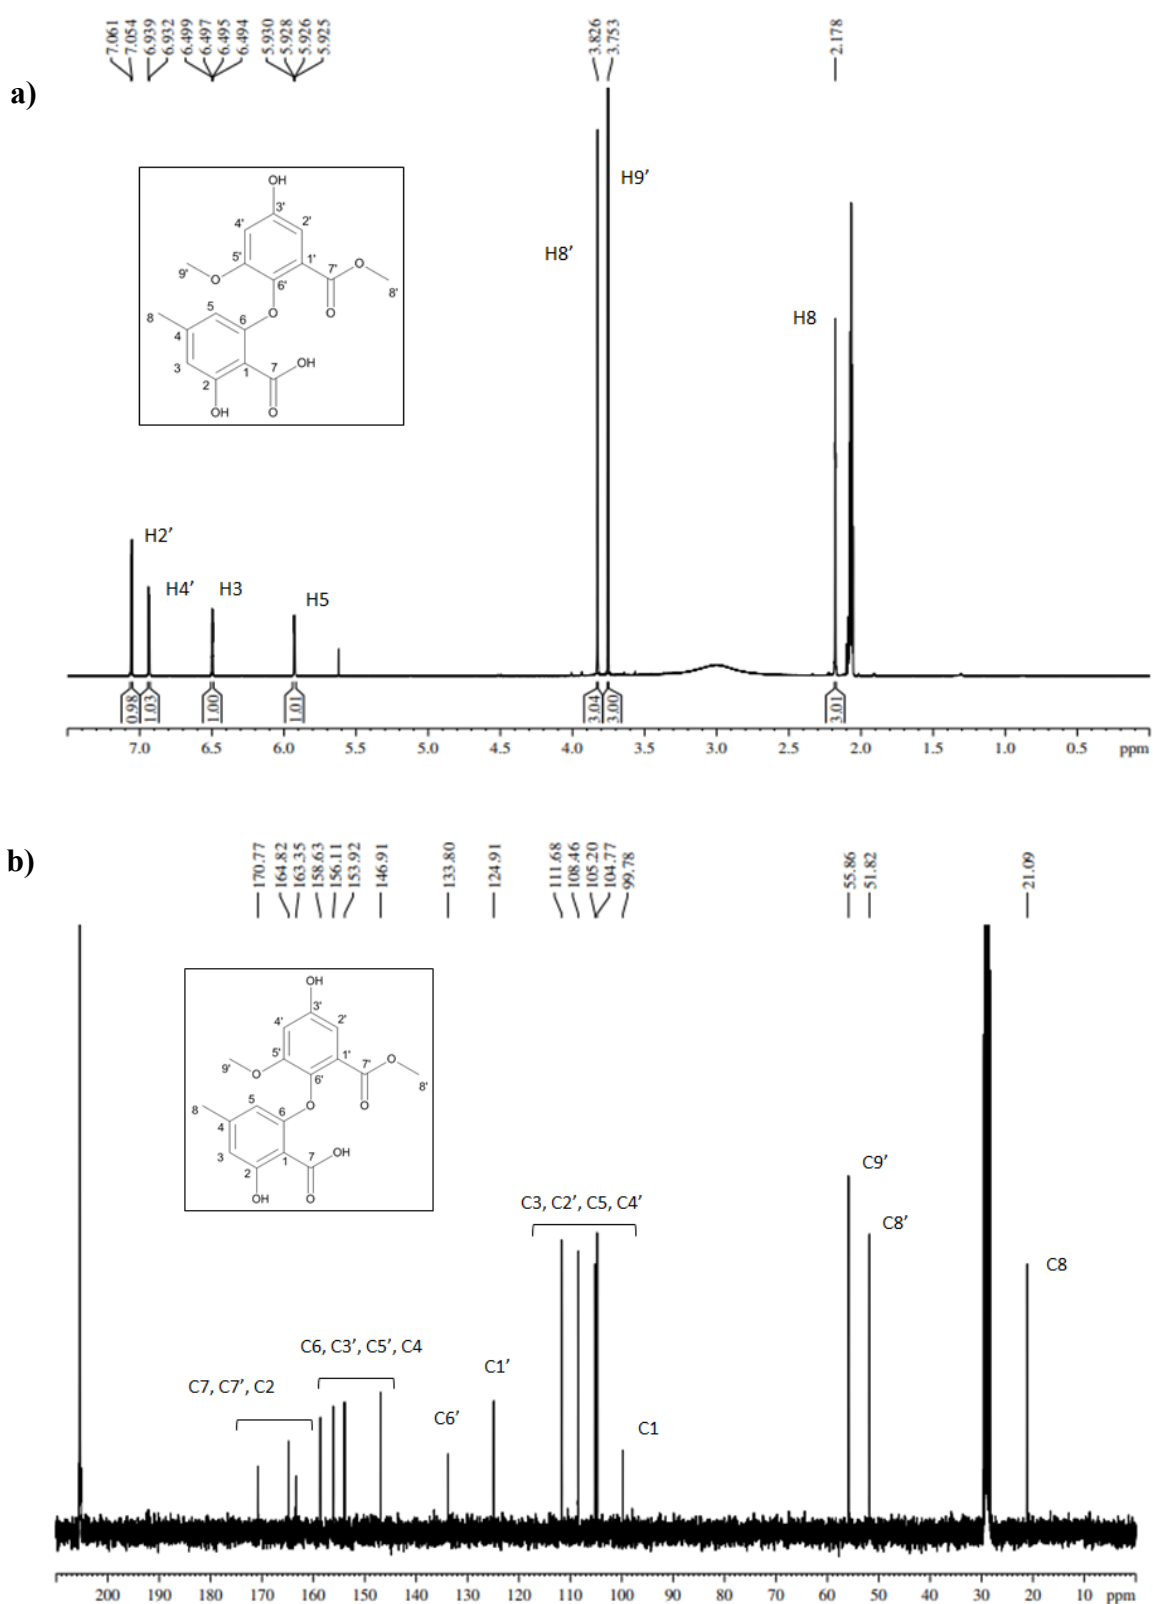 7.061
7.054
6.939
6.932
6.499
6.497
6.495
6.494
5.930
5.928
5.926
5.925
3.826
3.753
2.178
a)
OH
3'
4'
2'
5'
1'
9'
O
6'
7'
O
8'
O
8
5
O
6
4
3
1
7
OH
2
OH
O
H9'
H8'
H8
H2'
H4'
H3
H5
0.98
1.03
1.00
1.01
3.04
3.00
3.01
7.0 6.5 6.0 5.5 5.0 4.5 4.0 3.5 3.0 2.5 2.0 1.5 1.0 0.5 ppm
b)
170.77
164.82
163.35
158.63
156.11
153.92
146.91
133.80
124.91
111.68
108.46
105.20
104.77
99.78
55.86
51.82
21.09
OH
3'
4'
2'
5'
1'
9'
O
6'
7'
O
8'
O
8
5
O
6
4
3
1
7
OH
2
OH
O
C9'
C3, C2', C5, C4'
C8'
C8
C6, C3', C5', C4
C1'
C7, C7', C2
C6'
C1
200 190 180 170 160 150 140 130 120 110 100 90 80 70 60 50 40 30 20 10 ppm